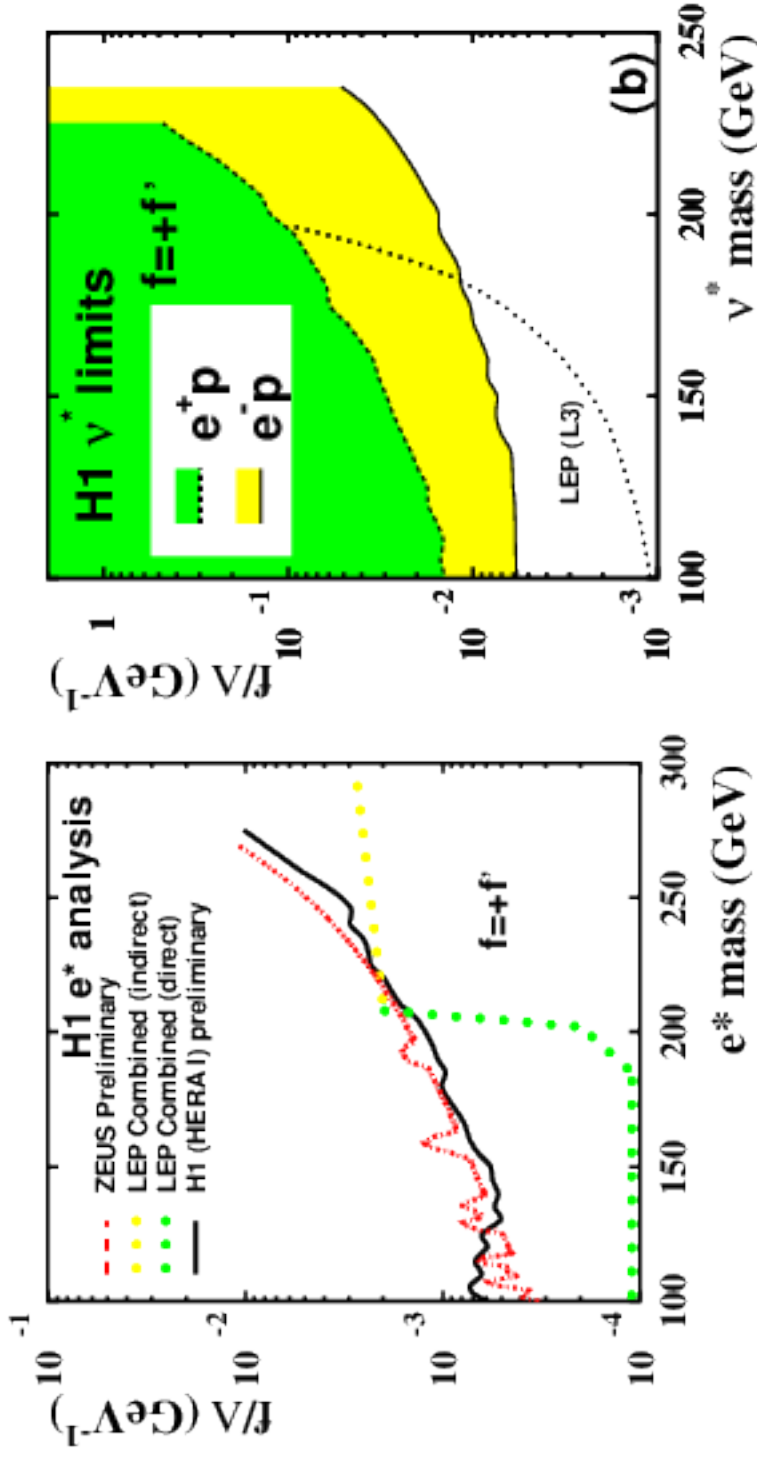 H1 e* analysis
ZEUS Preliminary
LEP Combined (indirect)
LEP Combined (direct)
H1 (HERA I) preliminary
f=+f'
f/Λ (GeV⁻¹)
10⁻¹
10⁻²
10⁻³
10⁻⁴
100 150 200 250 300
e* mass (GeV)
H1 ν* limits
f=+f'
e⁺p
e⁻p
LEP (L3)
(b)
f/Λ (GeV⁻¹)
1
10⁻¹
10⁻²
10⁻³
100 150 200 250
ν* mass (GeV)